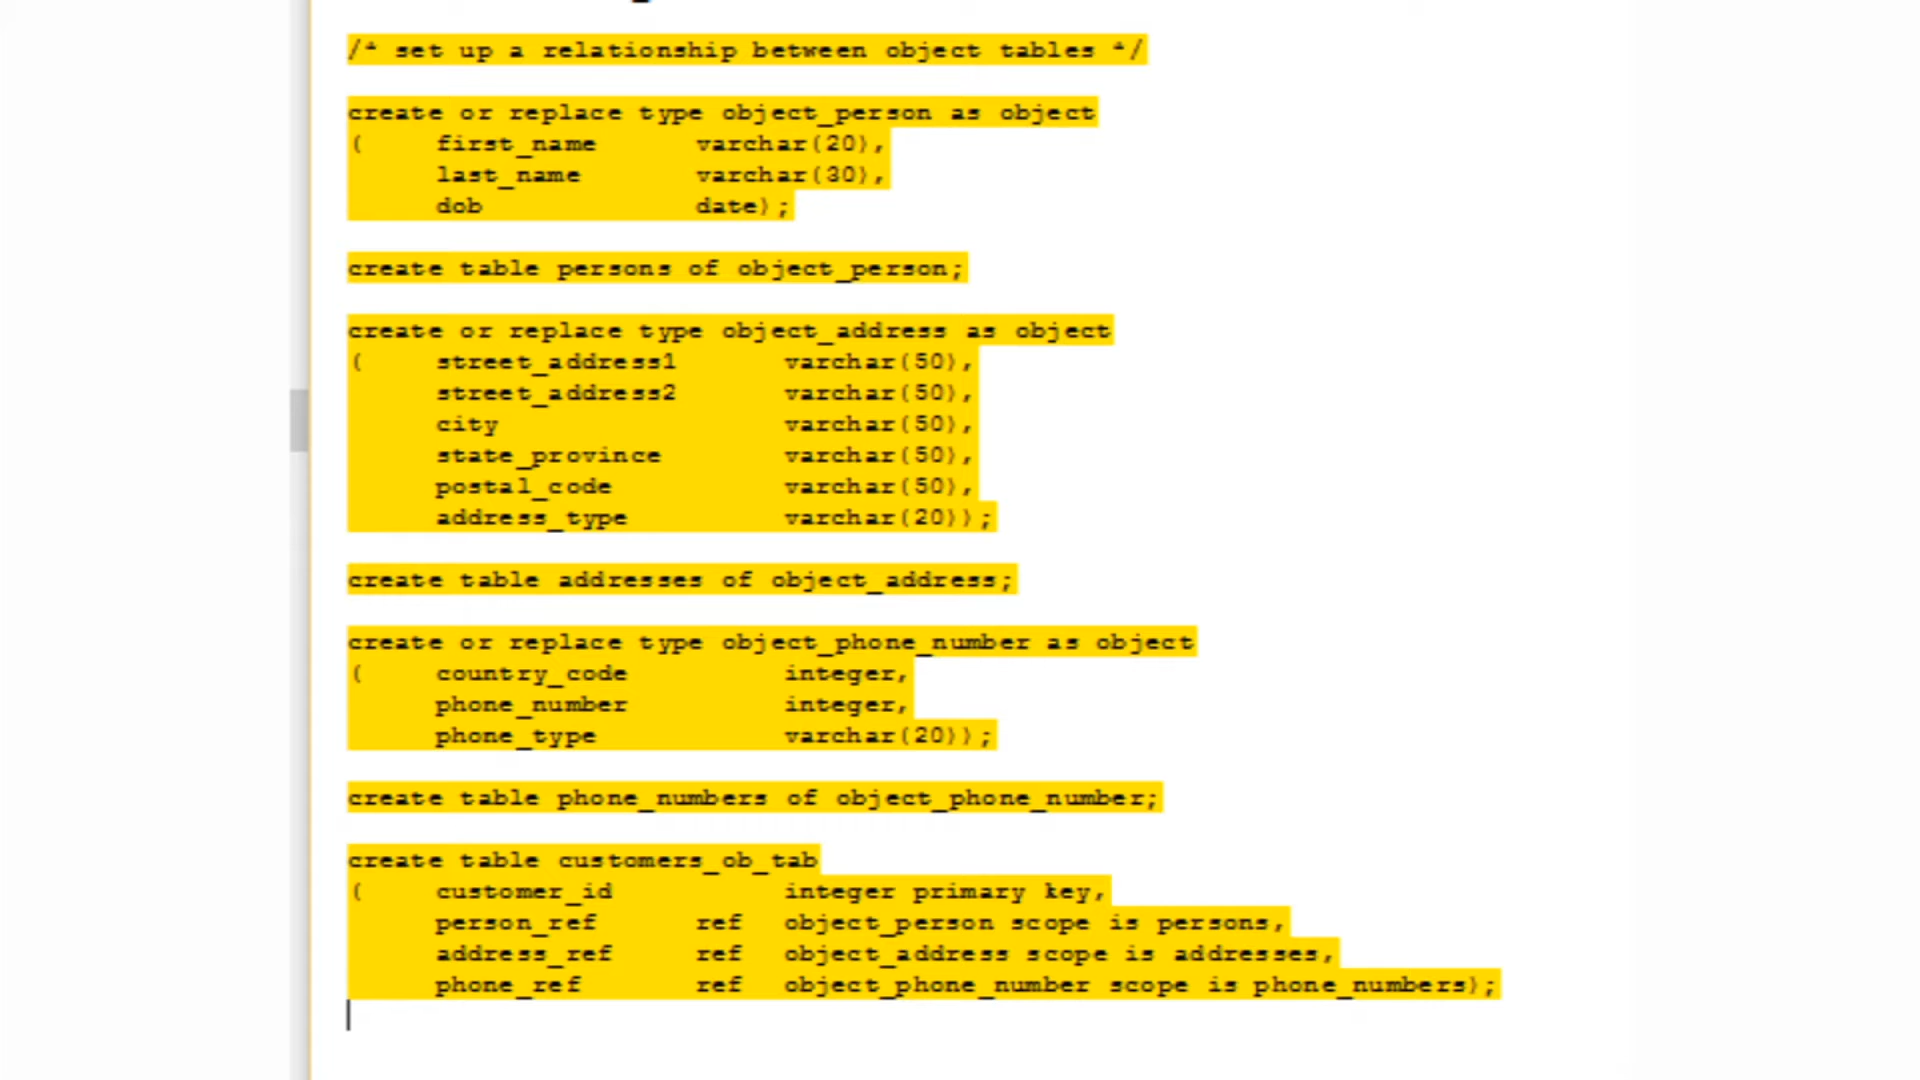 /* set up a relationship between object tables */
create or replace type object_person as object
( first_name varchar(20),
last_name varchar(30),
dob date);
create table persons of object_person;
create or replace type object_address as object
( street_address1 varchar(50),
street_address2 varchar(50),
city varchar(50),
state_province varchar(50),
postal_code varchar(50),
address_type varchar(20));
create table addresses of object_address;
create or replace type object_phone_number as object
( country_code integer,
phone_number integer,
phone_type varchar(20));
create table phone_numbers of object_phone_number;
create table customers_ob_tab
( customer_id integer primary key,
person_ref ref object_person scope is persons,
address_ref ref object_address scope is addresses,
phone_ref ref object_phone_number scope is phone_numbers);